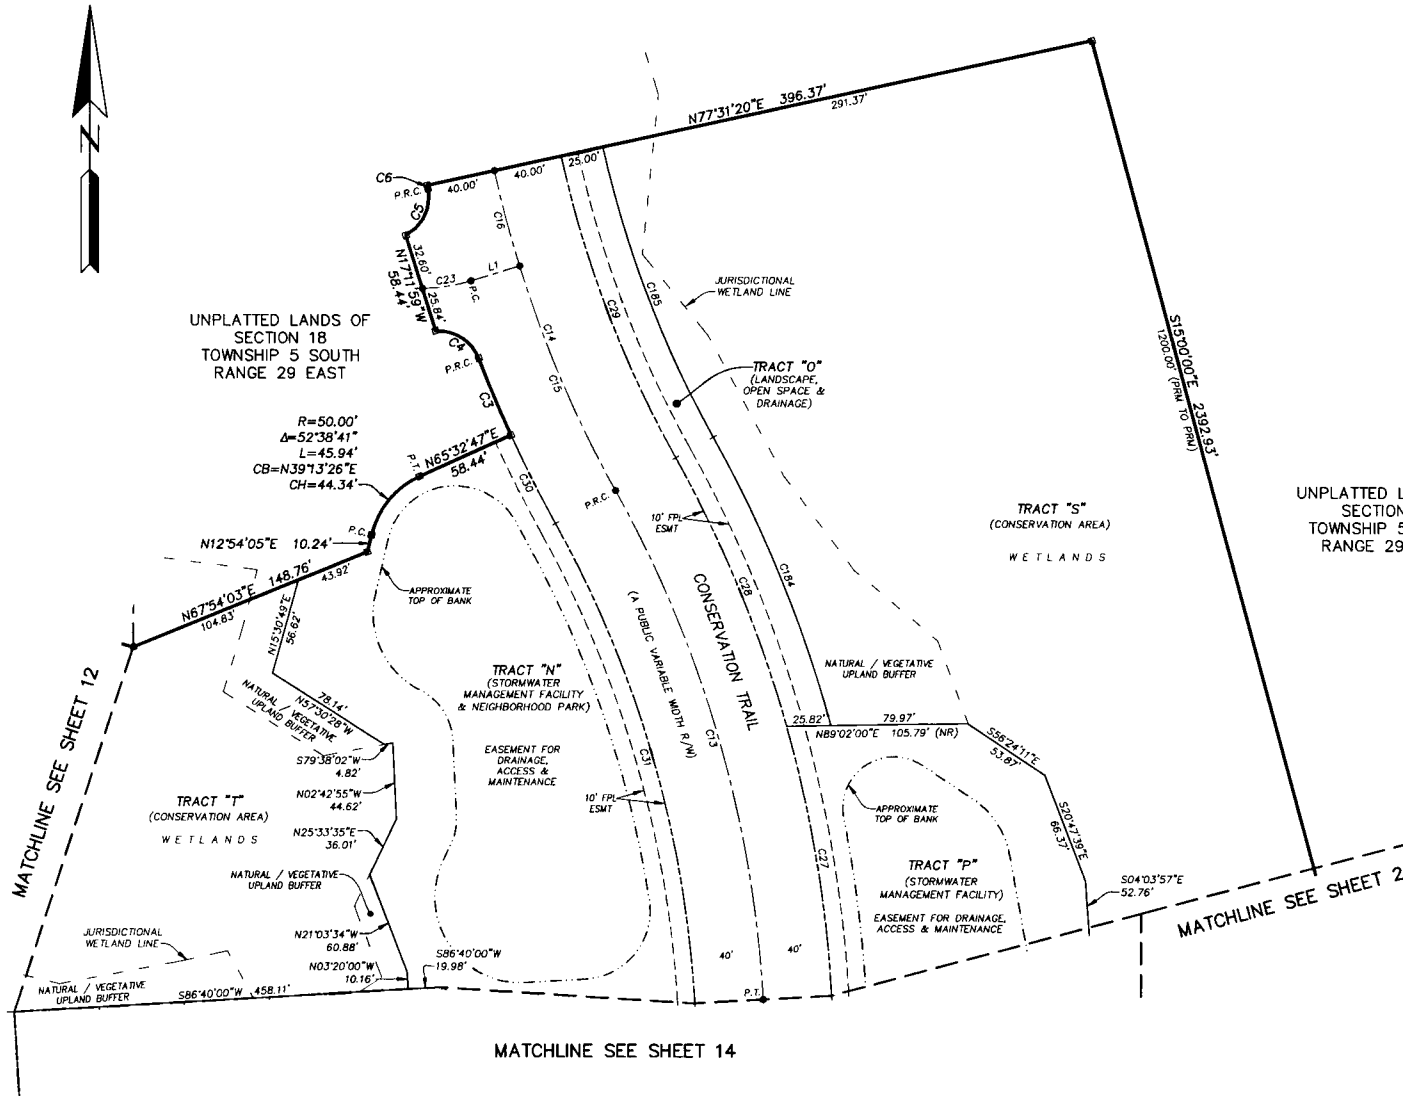 N
N77°31'20"E 396.37'
291.37'
C6
P.R.C.
40.00'
40.00'
25.00'
C5
C16
32.60'
N17°11'59"W
58.44'
25.84'
C23
L1
P.C.
C4
P.R.C.
C3
C14
C15
C29
C185
JURISDICTIONAL
WETLAND LINE
UNPLATTED LANDS OF
SECTION 18
TOWNSHIP 5 SOUTH
RANGE 29 EAST
S15°00'00"E 2392.93'
1200.00' (PRM TO PRM)
TRACT "O"
(LANDSCAPE,
OPEN SPACE &
DRAINAGE)
R=50.00'
Δ=52°38'41"
L=45.94'
CB=N39°13'26"E
CH=44.34'
P.T.
N65°32'47"E
58.44'
C30
P.R.C.
10' FPL
ESMT
P.C.
N12°54'05"E 10.24'
UNPLATTED L
SECTION
TOWNSHIP 5
RANGE 29
TRACT "S"
(CONSERVATION AREA)
WETLANDS
N67°54'03"E 148.76'
104.83'
43.92'
N15°30'49"E
56.62'
APPROXIMATE
TOP OF BANK
C28
C184
CONSERVATION TRAIL
(A PUBLIC VARIABLE WIDTH R/W)
C13
78.14'
N57°30'28"W
NATURAL / VEGETATIVE
UPLAND BUFFER
TRACT "N"
(STORMWATER
MANAGEMENT FACILITY
& NEIGHBORHOOD PARK)
EASEMENT FOR
DRAINAGE,
ACCESS &
MAINTENANCE
NATURAL / VEGETATIVE
UPLAND BUFFER
25.82'
79.97'
N89°02'00"E 105.79' (NR)
S56°24'11"E
53.87'
MATCHLINE SEE SHEET 12
S79°38'02"W
4.82'
N02°42'55"W
44.62'
TRACT "T"
(CONSERVATION AREA)
WETLANDS
N25°33'35"E
36.01'
C31
10' FPL
ESMT
APPROXIMATE
TOP OF BANK
S20°47'39"E
66.37'
C27
TRACT "P"
(STORMWATER
MANAGEMENT FACILITY)
EASEMENT FOR DRAINAGE,
ACCESS & MAINTENANCE
S04°03'57"E
52.76'
MATCHLINE SEE SHEET 2
NATURAL / VEGETATIVE
UPLAND BUFFER
JURISDICTIONAL
WETLAND LINE
N21°03'34"W
60.88'
N03°20'00"W
10.16'
S86°40'00"W
19.98'
40'
40'
P.T.
NATURAL / VEGETATIVE
UPLAND BUFFER
S86°40'00"W 458.11'
MATCHLINE SEE SHEET 14